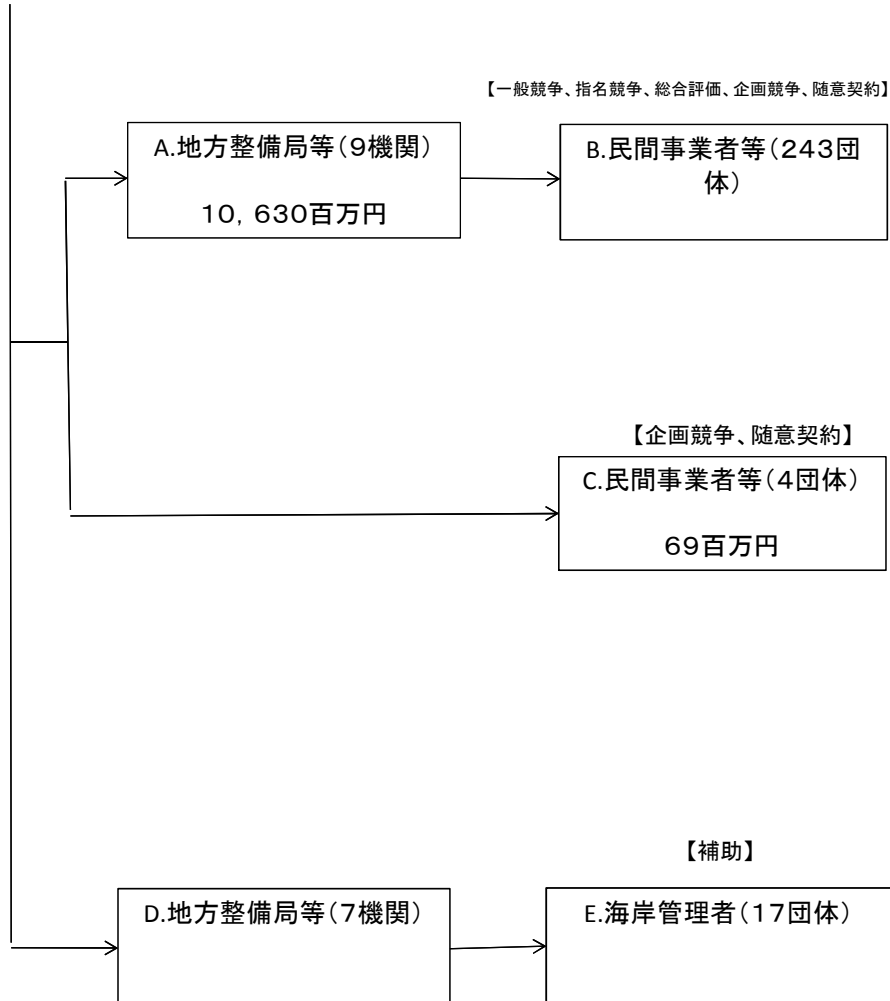 【一般競争、指名競争、総合評価、企画競争、随意契約】
A.地方整備局等（9機関）
10，630百万円
B.民間事業者等（243団
体）
【企画競争、随意契約】
C.民間事業者等（4団体）
69百万円
【補助】
D.地方整備局等（7機関）
E.海岸管理者（17団体）